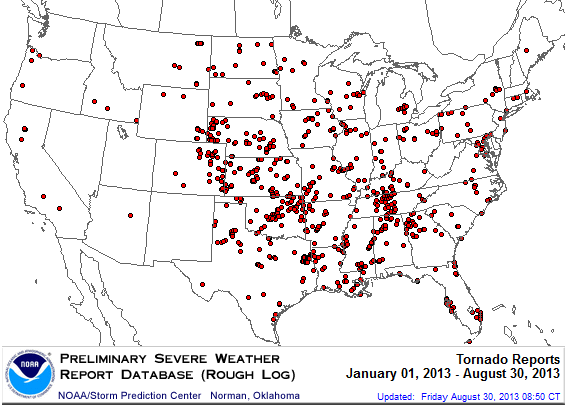 NOAA
PRELIMINARY SEVERE WEATHER
REPORT DATABASE (ROUGH LOG)
NOAA/Storm Prediction Center Norman, Oklahoma
Tornado Reports
January 01, 2013 - August 30, 2013
Updated: Friday August 30, 2013 08:50 CT